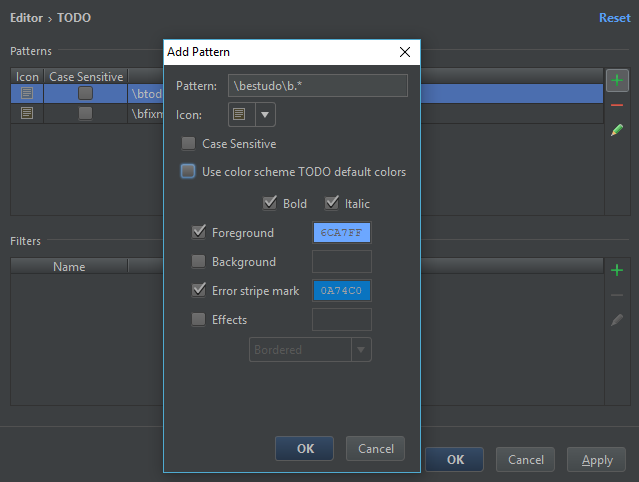 Editor › TODO Reset
Patterns
Add Pattern
Icon Case Sensitive
Pattern: \bestudo\b.*
\btod
\bfixm
Icon:
Case Sensitive
Use color scheme TODO default colors
Bold Italic
Foreground 6CA7FF
Filters
Background
Name
Error stripe mark 0A74C0
Effects
Bordered
OK Cancel
OK Cancel Apply